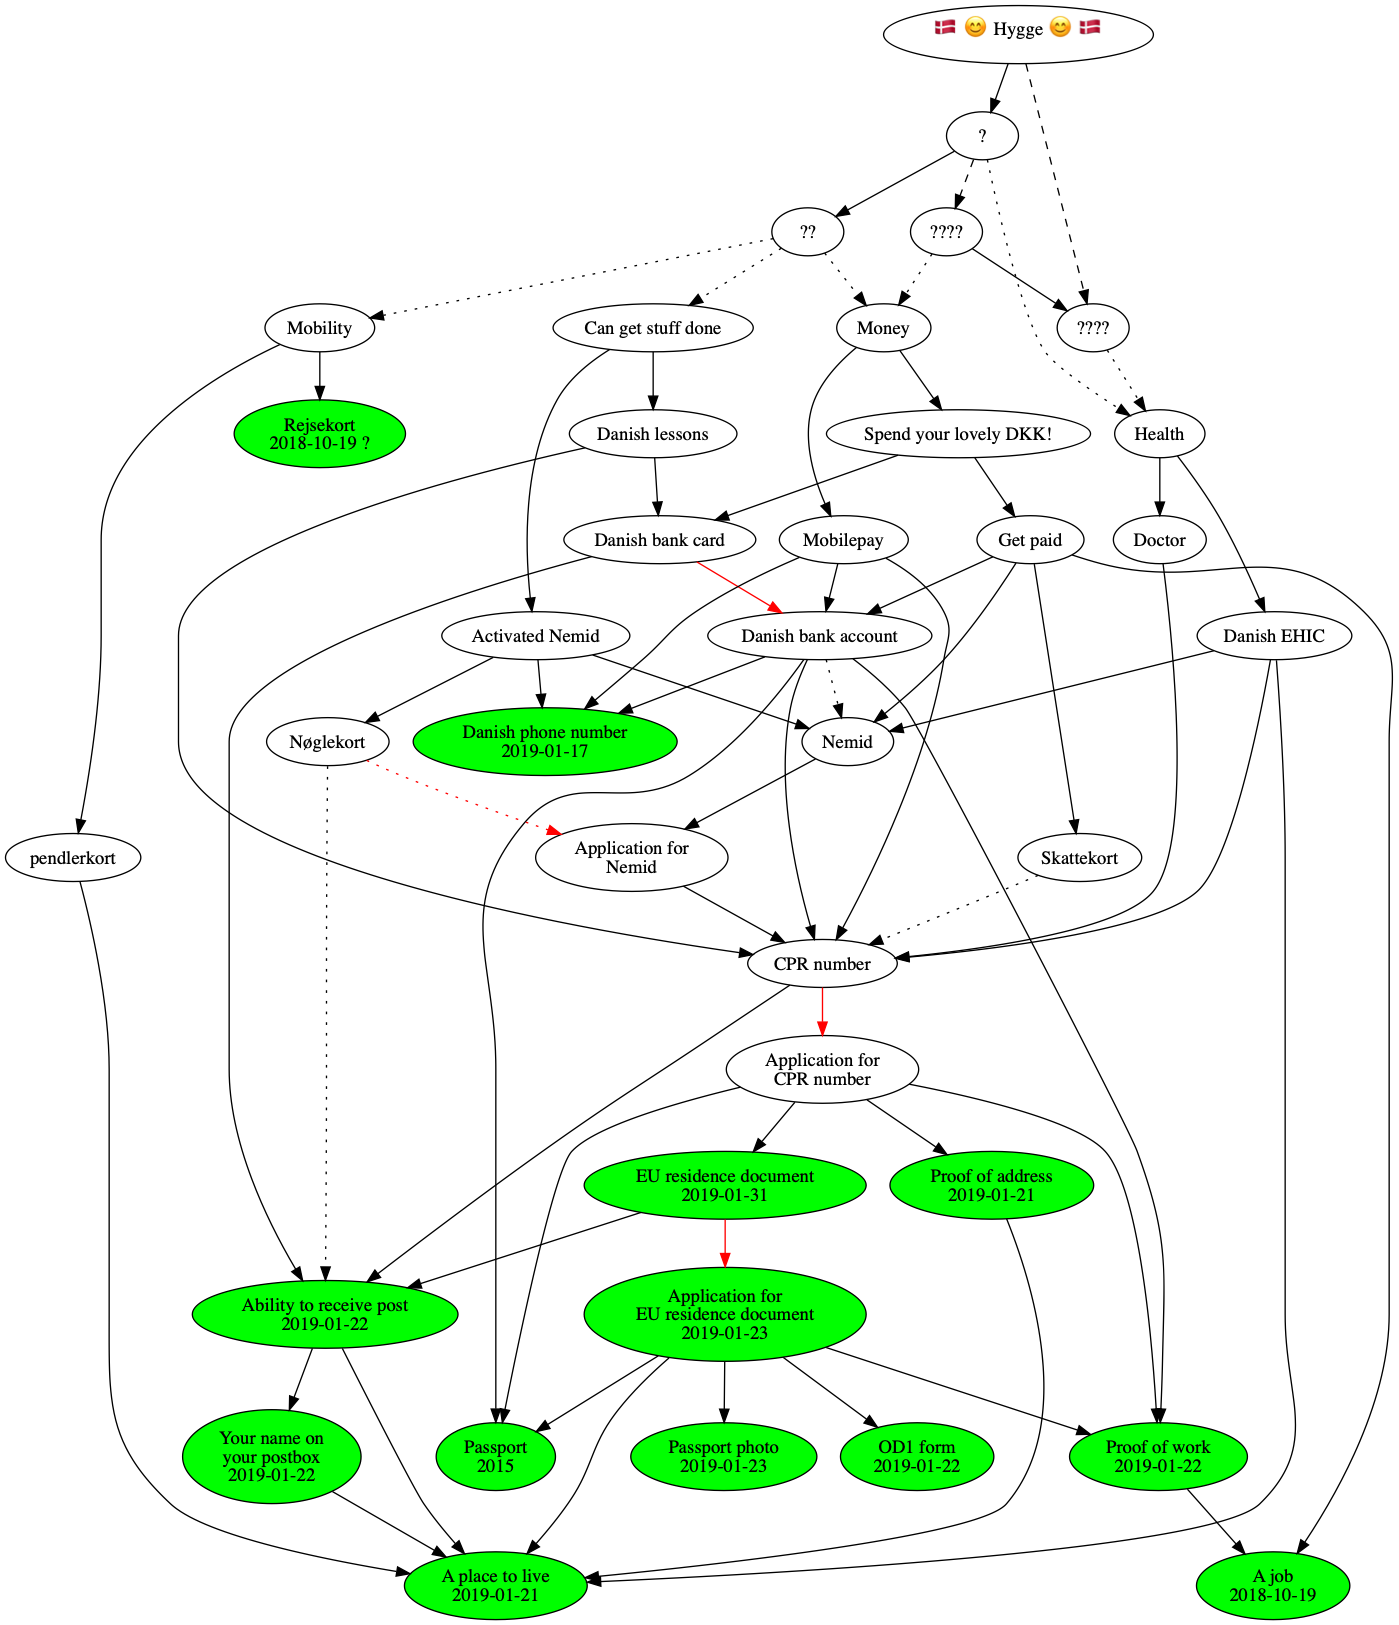 🇩🇰 😊 Hygge 😊 🇩🇰
?
??
????
Mobility
Can get stuff done
Money
????
Rejsekort
2018-10-19 ?
Danish lessons
Spend your lovely DKK!
Health
Danish bank card
Mobilepay
Get paid
Doctor
Activated Nemid
Danish bank account
Danish EHIC
Nøglekort
Danish phone number
2019-01-17
Nemid
pendlerkort
Application for
Nemid
Skattekort
CPR number
Application for
CPR number
EU residence document
2019-01-31
Proof of address
2019-01-21
Ability to receive post
2019-01-22
Application for
EU residence document
2019-01-23
Your name on
your postbox
2019-01-22
Passport
2015
Passport photo
2019-01-23
OD1 form
2019-01-22
Proof of work
2019-01-22
A place to live
2019-01-21
A job
2018-10-19